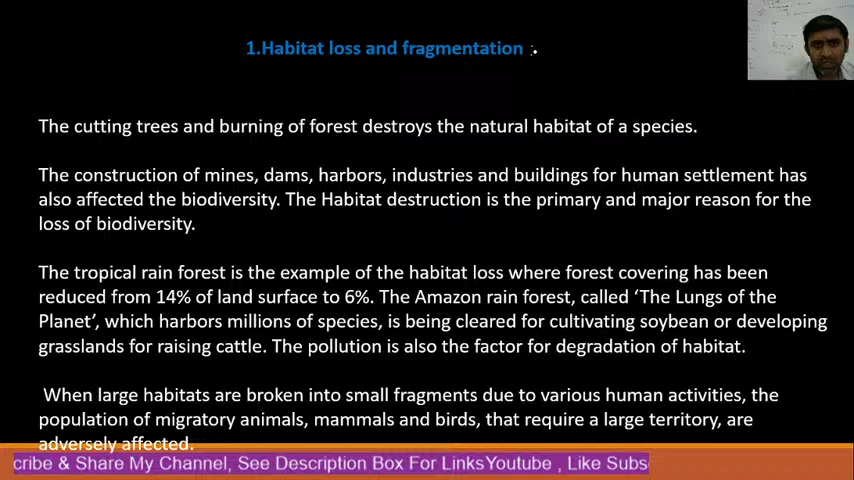 1.Habitat loss and fragmentation :-
The cutting trees and burning of forest destroys the natural habitat of a species.
The construction of mines, dams, harbors, industries and buildings for human settlement has
also affected the biodiversity. The Habitat destruction is the primary and major reason for the
loss of biodiversity.
The tropical rain forest is the example of the habitat loss where forest covering has been
reduced from 14% of land surface to 6%. The Amazon rain forest, called ‘The Lungs of the
Planet’, which harbors millions of species, is being cleared for cultivating soybean or developing
grasslands for raising cattle. The pollution is also the factor for degradation of habitat.
When large habitats are broken into small fragments due to various human activities, the
population of migratory animals, mammals and birds, that require a large territory, are
adversely affected.
cribe & Share My Channel, See Description Box For LinksYoutube , Like Subs